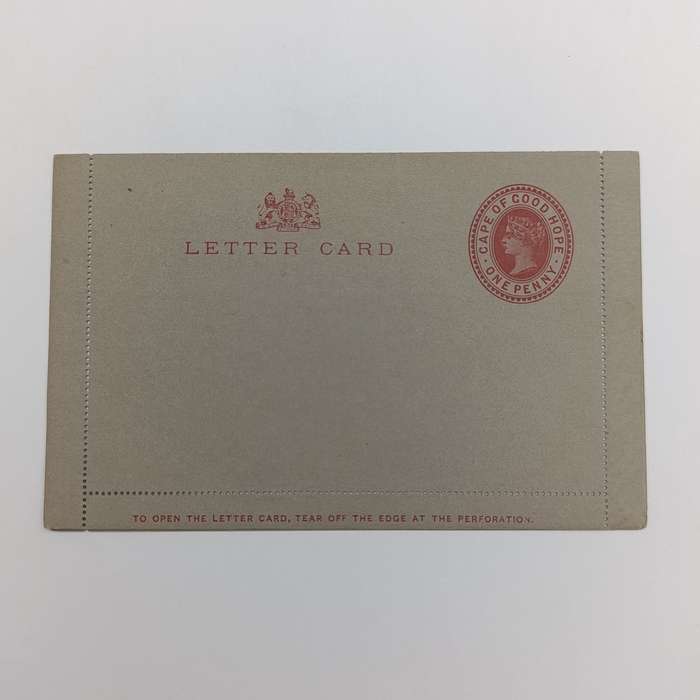 LETTER CARD
CAPE OF GOOD HOPE
ONE PENNY
TO OPEN THE LETTER CARD, TEAR OFF THE EDGE AT THE PERFORATION.